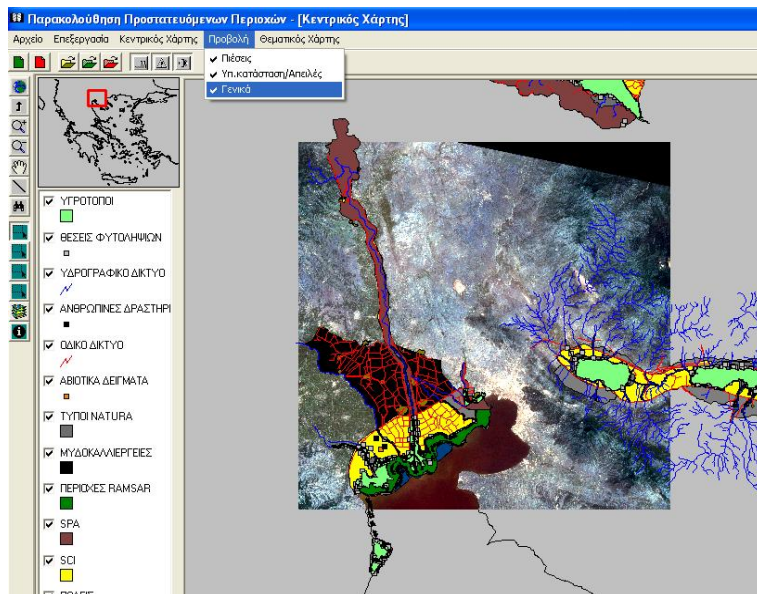 Παρακολούθηση Προστατευόμενων Περιοχών - [Κεντρικός Χάρτης]
Αρχείο Επεξεργασία Κεντρικός Χάρτης Προβολή Θεματικός Χάρτης
Πιέσεις
Υπ.κατάσταση/Απειλές
Γενικά
ΥΓΡΟΤΟΠΟΙ
ΘΕΣΕΙΣ ΦΥΤΟΛΗΨΙΩΝ
ΥΔΡΟΓΡΑΦΙΚΟ ΔΙΚΤΥΟ
ΑΝΘΡΩΠΙΝΕΣ ΔΡΑΣΤΗΡΙ
ΟΔΙΚΟ ΔΙΚΤΥΟ
ΑΒΙΟΤΙΚΑ ΔΕΙΓΜΑΤΑ
ΤΥΠΟΙ NATURA
ΜΥΔΟΚΑΛΛΙΕΡΓΕΙΕΣ
ΠΕΡΙΟΧΕΣ RAMSAR
SPA
SCI